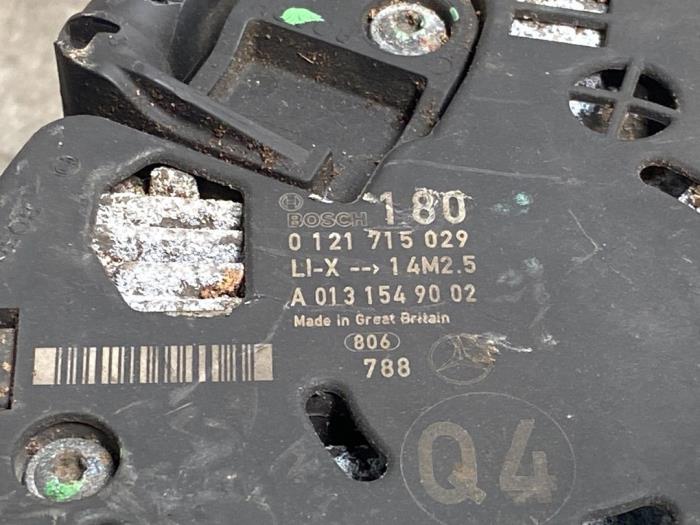 BOSCH 180
0 121 715 029
LI-X --> 14M2.5
A 013 154 90 02
Made in Great Britain
806
788
Q4